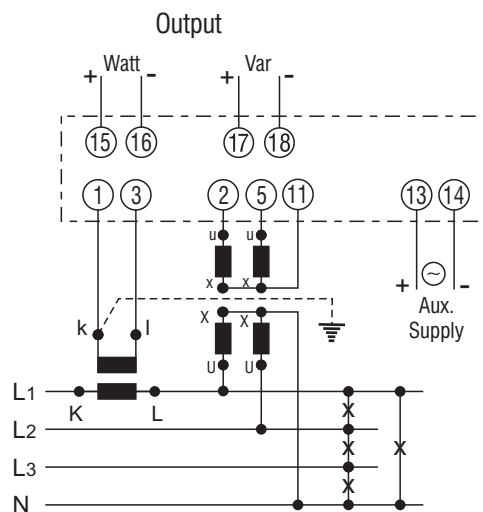 Output
Watt Var
+ - + -
15 16 17 18
1 3 2 5 11 13 14
u u
x x
+ ~ -
Aux.
Supply
k l
X X
U U
L1
K L
L2
X X
L3
X
N